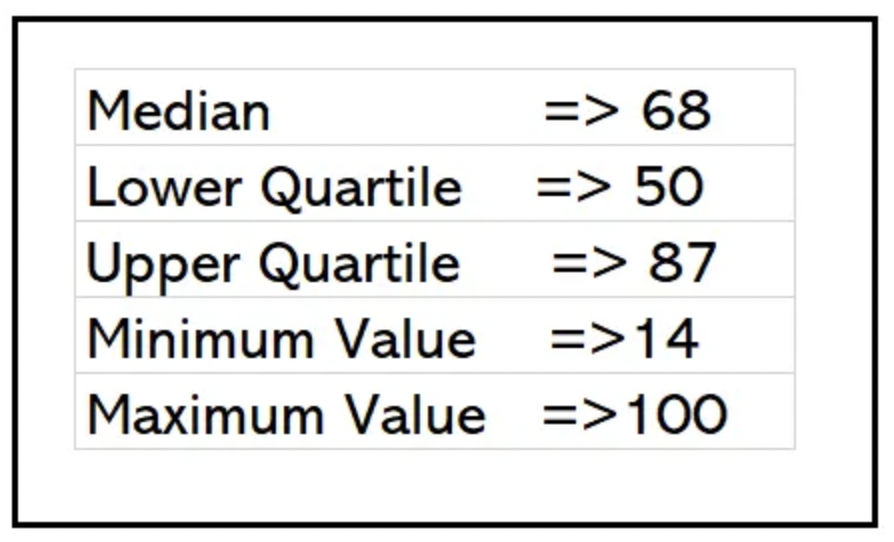 Median => 68
Lower Quartile => 50
Upper Quartile => 87
Minimum Value =>14
Maximum Value =>100